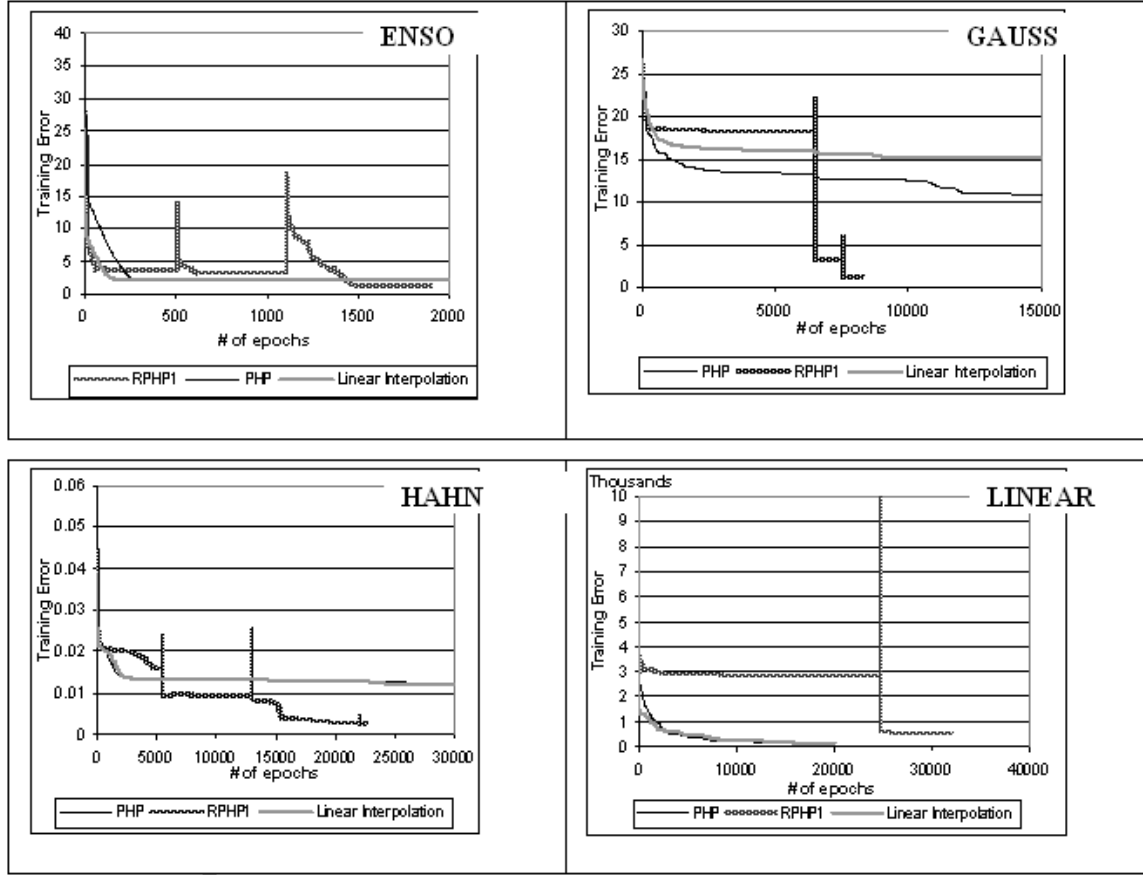 ENSO
40
35
30
25
20
15
10
5
0
Training Error
0 500 1000 1500 2000
# of epochs
RPHP1 PHP Linear Interpolation
GAUSS
30
25
20
15
10
5
0
Training Error
0 5000 10000 15000
# of epochs
PHP RPHP1 Linear Interpolation
HAHN
0.06
0.05
0.04
0.03
0.02
0.01
0
Training Error
0 5000 10000 15000 20000 25000 30000
# of epochs
PHP RPHP1 Linear Interpolation
Thousands
LINEAR
10
9
8
7
6
5
4
3
2
1
0
Training Error
0 10000 20000 30000 40000
# of epochs
PHP RPHP1 Linear Interpolation